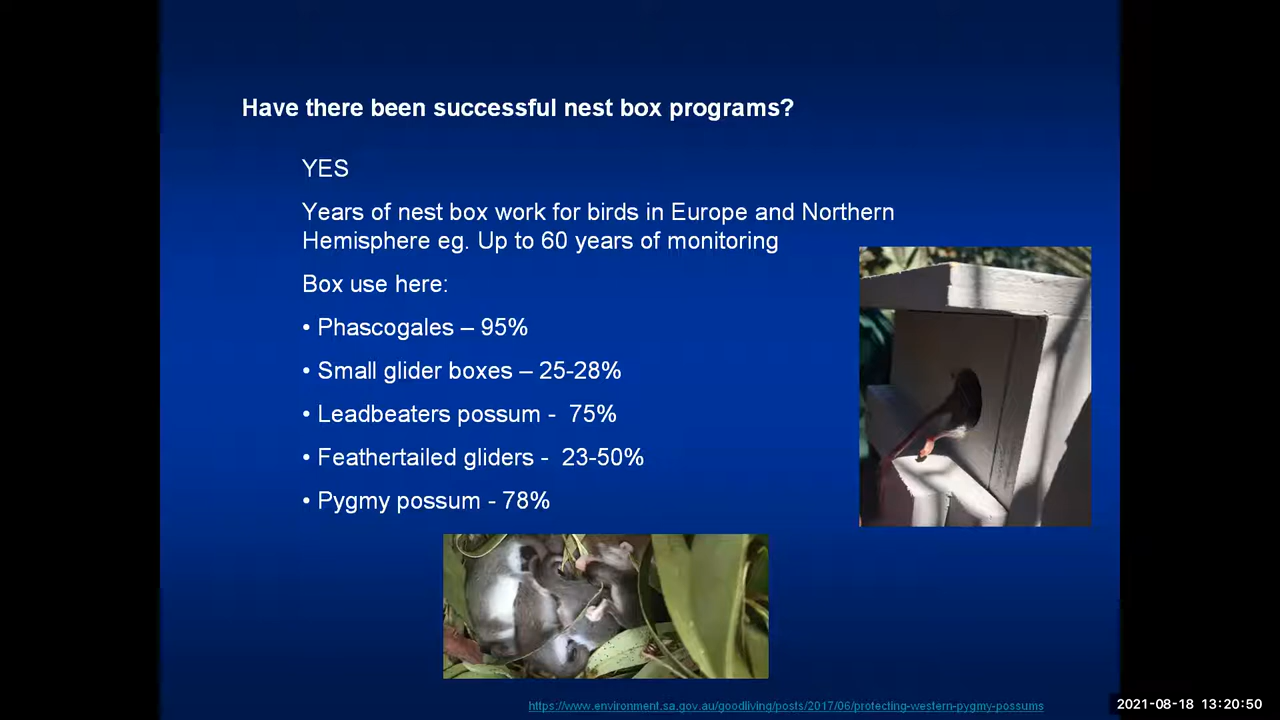 Have there been successful nest box programs?
YES
Years of nest box work for birds in Europe and Northern
Hemisphere eg. Up to 60 years of monitoring
Box use here:
• Phascogales – 95%
• Small glider boxes – 25-28%
• Leadbeaters possum - 75%
• Feathertailed gliders - 23-50%
• Pygmy possum - 78%
https://www.environment.sa.gov.au/goodliving/posts/2017/06/protecting-western-pygmy-possums
2021-08-18 13:20:50